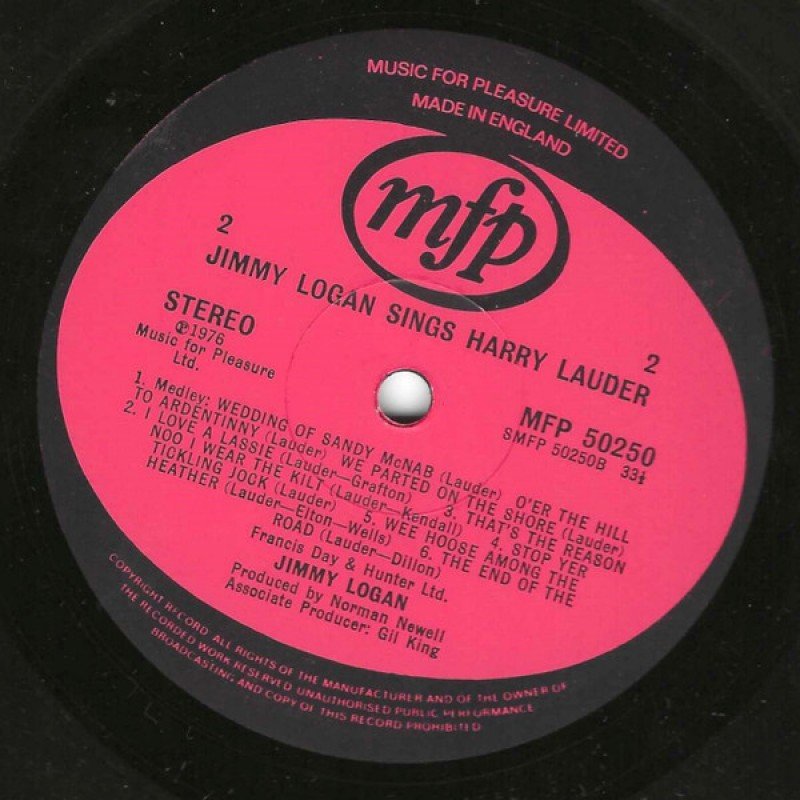 MUSIC FOR PLEASURE LIMITED
MADE IN ENGLAND
mfp
2
2
JIMMY LOGAN SINGS HARRY LAUDER
STEREO
℗1976
Music for Pleasure
Ltd.
MFP 50250
SMFP 50250B 33⅓
1. Medley: WEDDING OF SANDY McNAB (Lauder) O'ER THE HILL
TO ARDENTINNY (Lauder) WE PARTED ON THE SHORE (Lauder)
2. I LOVE A LASSIE (Lauder—Grafton) 3. THAT'S THE REASON
NOO I WEAR THE KILT (Lauder—Kendall) 4. STOP YER
TICKLING JOCK (Lauder) 5. WEE HOOSE AMONG THE
HEATHER (Lauder—Elton—Wells) 6. THE END OF THE
ROAD (Lauder—Dillon)
Francis Day & Hunter Ltd.
JIMMY LOGAN
Produced by Norman Newell
Associate Producer: Gil King
COPYRIGHT RECORD ALL RIGHTS OF THE MANUFACTURER AND OF THE OWNER OF
THE RECORDED WORK RESERVED UNAUTHORISED PUBLIC PERFORMANCE
BROADCASTING AND COPY OF THIS RECORD PROHIBITED